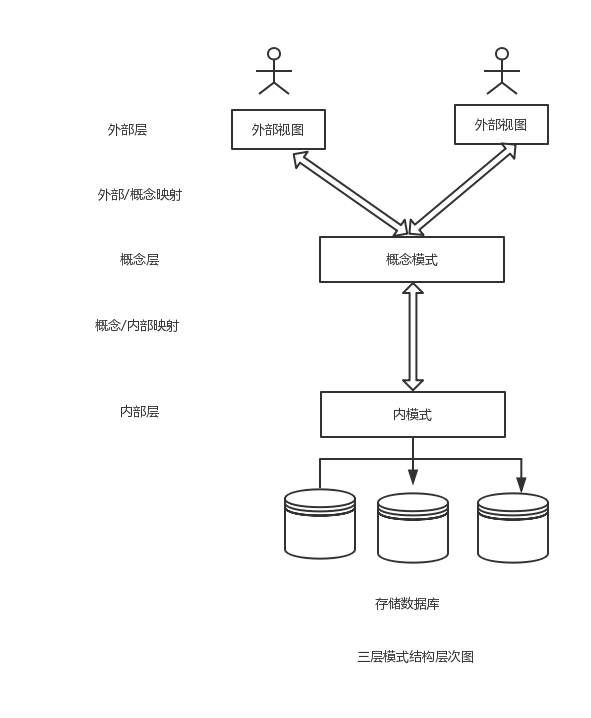 外部层
外部视图
外部视图
外部/概念映射
概念层
概念模式
概念/内部映射
内部层
内模式
存储数据库
三层模式结构层次图